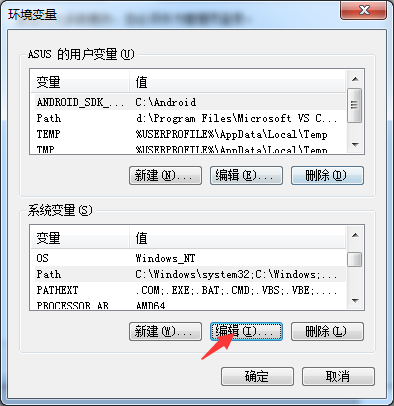 环境变量
ASUS 的用户变量(U)
变量 值
ANDROID_SDK_... C:\Android
Path d:\Program Files\Microsoft VS C...
TEMP %USERPROFILE%\AppData\Local\Temp
TMP %USERPROFILE%\AppData\Local\Temp
新建(N)... 编辑(E)... 删除(D)
系统变量(S)
变量 值
OS Windows_NT
Path C:\Windows\system32;C:\Windows;...
PATHEXT .COM;.EXE;.BAT;.CMD;.VBS;.VBE;....
PROCESSOR_AR... AMD64
新建(W)... 编辑(I)... 删除(L)
确定 取消